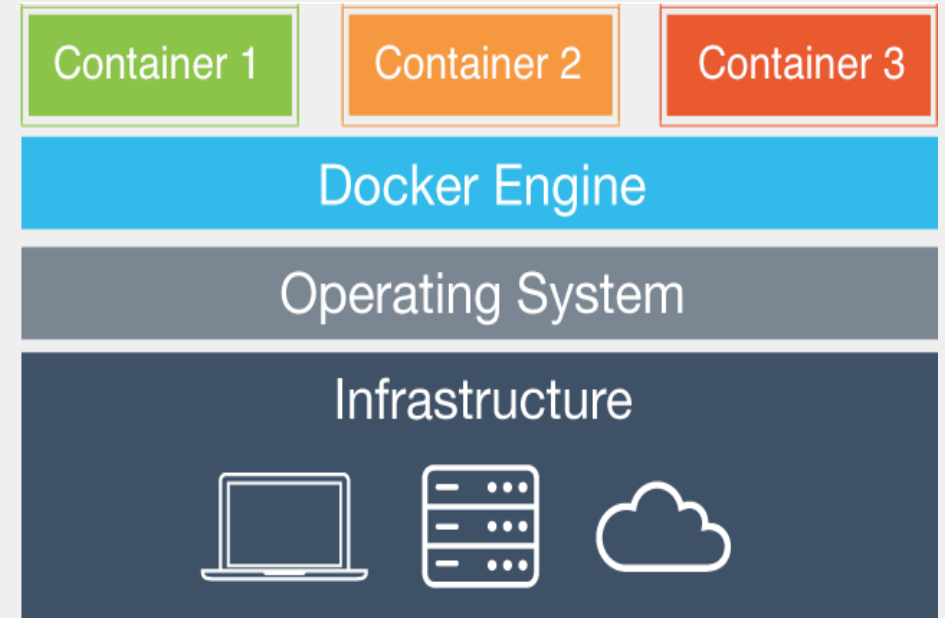 Container 1
Container 2
Container 3
Docker Engine
Operating System
Infrastructure